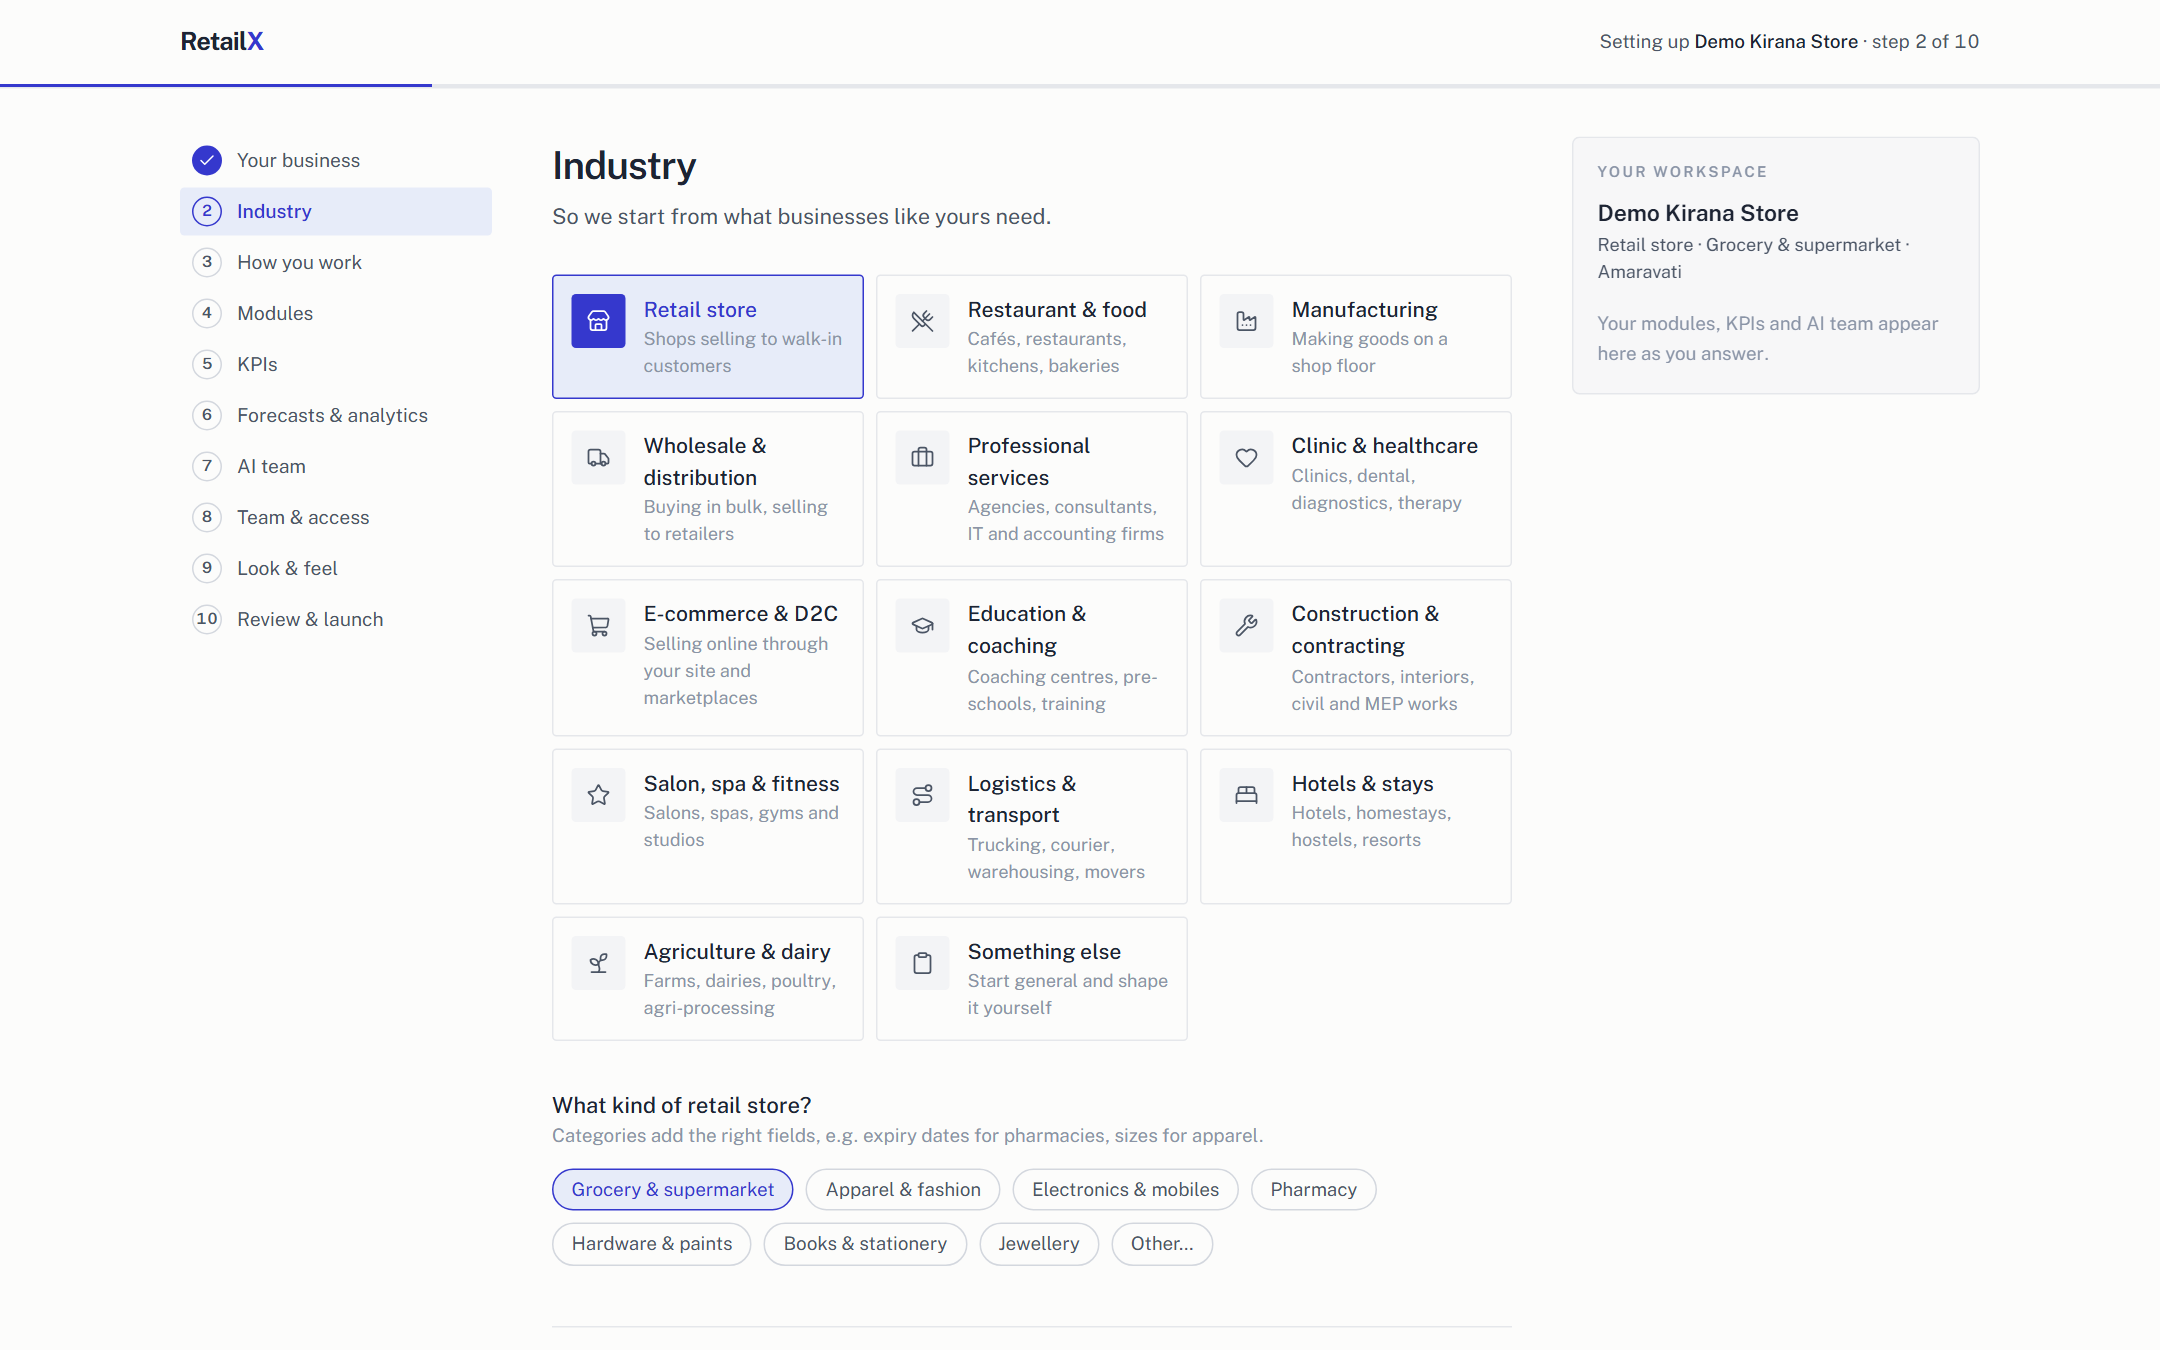 RetailX
Setting up Demo Kirana Store · step 2 of 10
Your business
2 Industry
3 How you work
4 Modules
5 KPIs
6 Forecasts & analytics
7 AI team
8 Team & access
9 Look & feel
10 Review & launch
Industry
So we start from what businesses like yours need.
Retail store
Shops selling to walk-in
customers
Restaurant & food
Cafés, restaurants,
kitchens, bakeries
Manufacturing
Making goods on a
shop floor
Wholesale &
distribution
Buying in bulk, selling
to retailers
Professional
services
Agencies, consultants,
IT and accounting firms
Clinic & healthcare
Clinics, dental,
diagnostics, therapy
E-commerce & D2C
Selling online through
your site and
marketplaces
Education &
coaching
Coaching centres, pre-
schools, training
Construction &
contracting
Contractors, interiors,
civil and MEP works
Salon, spa & fitness
Salons, spas, gyms and
studios
Logistics &
transport
Trucking, courier,
warehousing, movers
Hotels & stays
Hotels, homestays,
hostels, resorts
Agriculture & dairy
Farms, dairies, poultry,
agri-processing
Something else
Start general and shape
it yourself
What kind of retail store?
Categories add the right fields, e.g. expiry dates for pharmacies, sizes for apparel.
Grocery & supermarket
Apparel & fashion
Electronics & mobiles
Pharmacy
Hardware & paints
Books & stationery
Jewellery
Other...
YOUR WORKSPACE
Demo Kirana Store
Retail store · Grocery & supermarket ·
Amaravati
Your modules, KPIs and AI team appear
here as you answer.